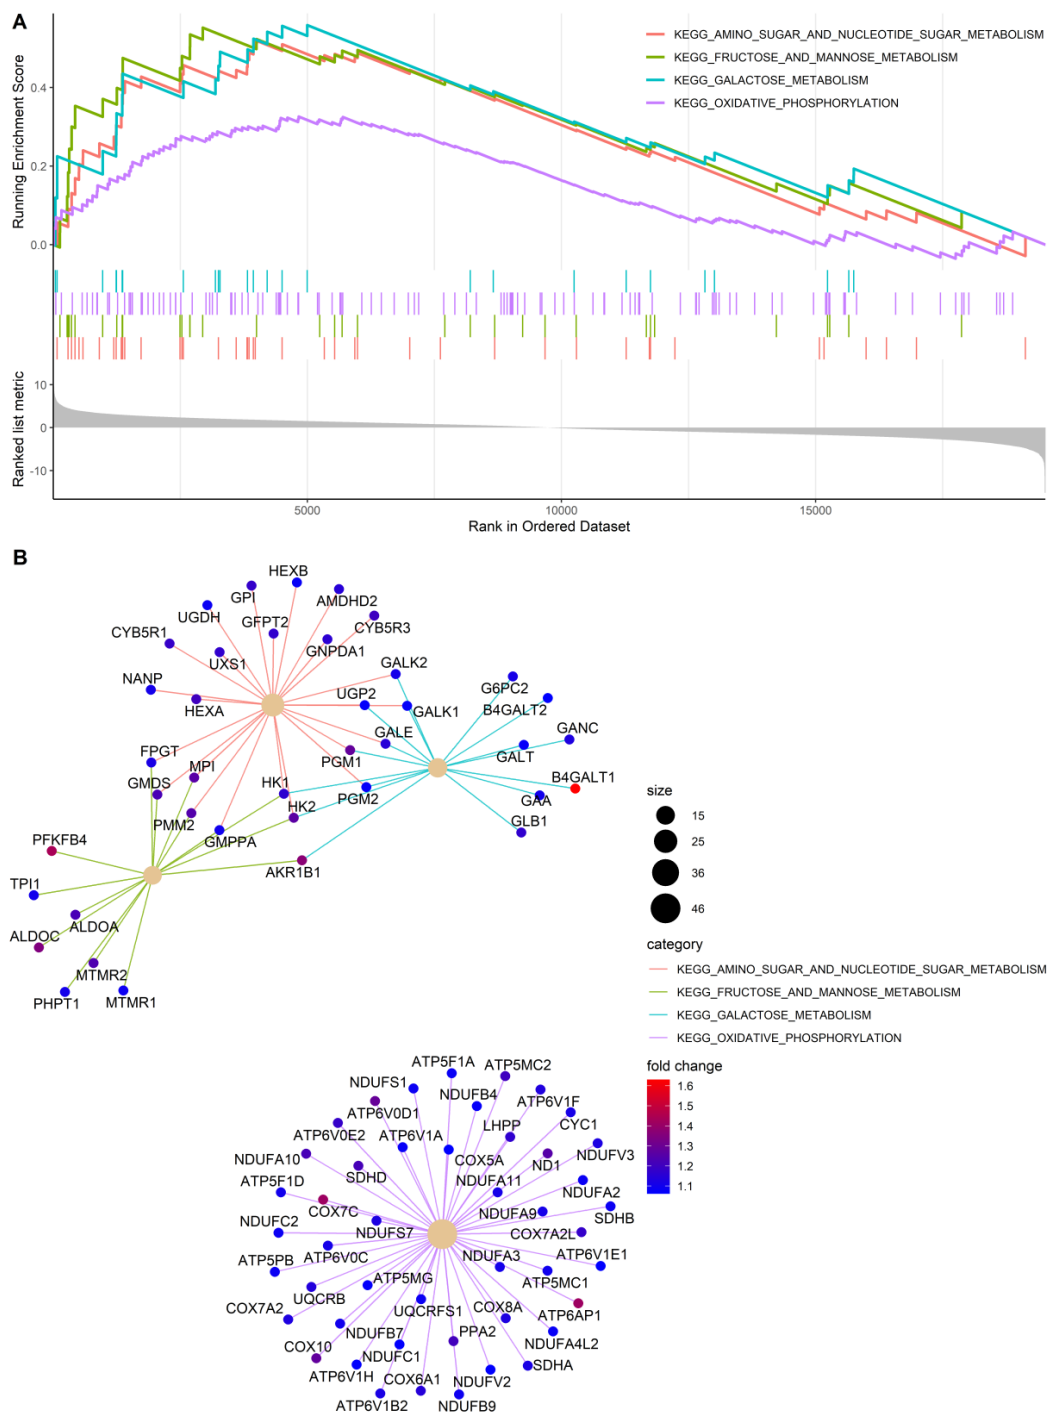 A
Running Enrichment Score
0.4
0.2
0.0
KEGG_AMINO_SUGAR_AND_NUCLEOTIDE_SUGAR_METABOLISM
KEGG_FRUCTOSE_AND_MANNOSE_METABOLISM
KEGG_GALACTOSE_METABOLISM
KEGG_OXIDATIVE_PHOSPHORYLATION
Ranked list metric
10
0
-10
5000 10000 15000
Rank in Ordered Dataset
B
HEXB
GPI
AMDHD2
UGDH
GFPT2
CYB5R3
CYB5R1
GNPDA1
UXS1
GALK2
NANP
UGP2
G6PC2
HEXA
GALK1
B4GALT2
GALE
GANC
FPGT
MPI
PGM1
GALT
GMDS
HK1
PGM2
B4GALT1
GAA
HK2
PMM2
GLB1
GMPPA
PFKFB4
AKR1B1
TPI1
ALDOA
ALDOC
MTMR2
PHPT1
MTMR1
size
15
25
36
46
category
KEGG_AMINO_SUGAR_AND_NUCLEOTIDE_SUGAR_METABOLISM
KEGG_FRUCTOSE_AND_MANNOSE_METABOLISM
KEGG_GALACTOSE_METABOLISM
KEGG_OXIDATIVE_PHOSPHORYLATION
fold change
1.6
1.5
1.4
1.3
1.2
1.1
ATP5F1A
ATP5MC2
NDUFS1
NDUFB4
ATP6V1F
ATP6V0D1
CYC1
LHPP
ATP6V0E2
ATP6V1A
NDUFV3
NDUFA10
COX5A
ND1
SDHD
ATP5F1D
NDUFA11
NDUFA2
COX7C
NDUFA9
SDHB
NDUFC2
NDUFS7
COX7A2L
ATP5PB
ATP6V0C
NDUFA3
ATP6V1E1
ATP5MG
ATP5MC1
UQCRB
COX7A2
UQCRFS1
COX8A
ATP6AP1
NDUFB7
PPA2
COX10
NDUFC1
NDUFA4L2
SDHA
ATP6V1H
COX6A1
NDUFV2
ATP6V1B2
NDUFB9